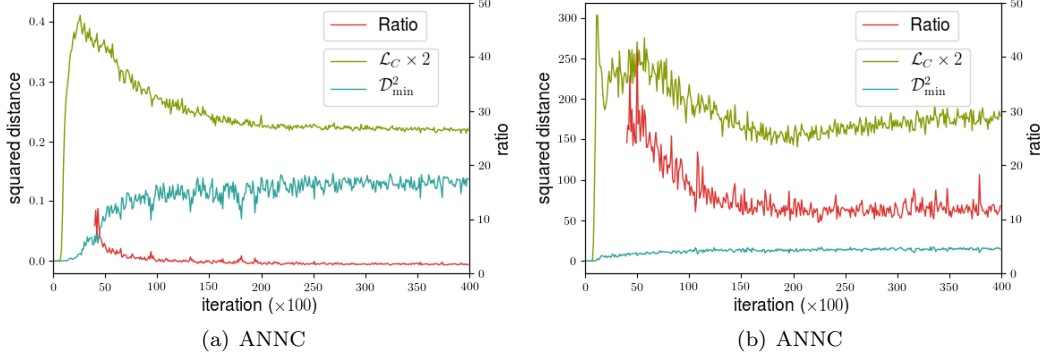 50
0.4
Ratio
40
ℒ_C × 2
0.3
𝒟²_min
30
squared distance
0.2
ratio
20
0.1
10
0.0
0
0 50 100 150 200 250 300 350 400
iteration (×100)
(a) ANNC
50
300
Ratio
40
250
ℒ_C × 2
𝒟²_min
200
30
squared distance
150
ratio
20
100
50
10
0
0
0 50 100 150 200 250 300 350 400
iteration (×100)
(b) ANNC